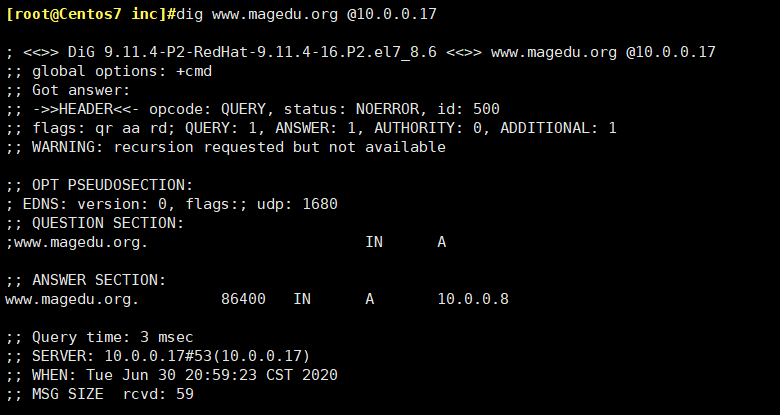 [root@Centos7 inc]#dig www.magedu.org @10.0.0.17
; <<>> DiG 9.11.4-P2-RedHat-9.11.4-16.P2.el7_8.6 <<>> www.magedu.org @10.0.0.17
;; global options: +cmd
;; Got answer:
;; ->>HEADER<<- opcode: QUERY, status: NOERROR, id: 500
;; flags: qr aa rd; QUERY: 1, ANSWER: 1, AUTHORITY: 0, ADDITIONAL: 1
;; WARNING: recursion requested but not available
;; OPT PSEUDOSECTION:
; EDNS: version: 0, flags:; udp: 1680
;; QUESTION SECTION:
;www.magedu.org. IN A
;; ANSWER SECTION:
www.magedu.org. 86400 IN A 10.0.0.8
;; Query time: 3 msec
;; SERVER: 10.0.0.17#53(10.0.0.17)
;; WHEN: Tue Jun 30 20:59:23 CST 2020
;; MSG SIZE rcvd: 59